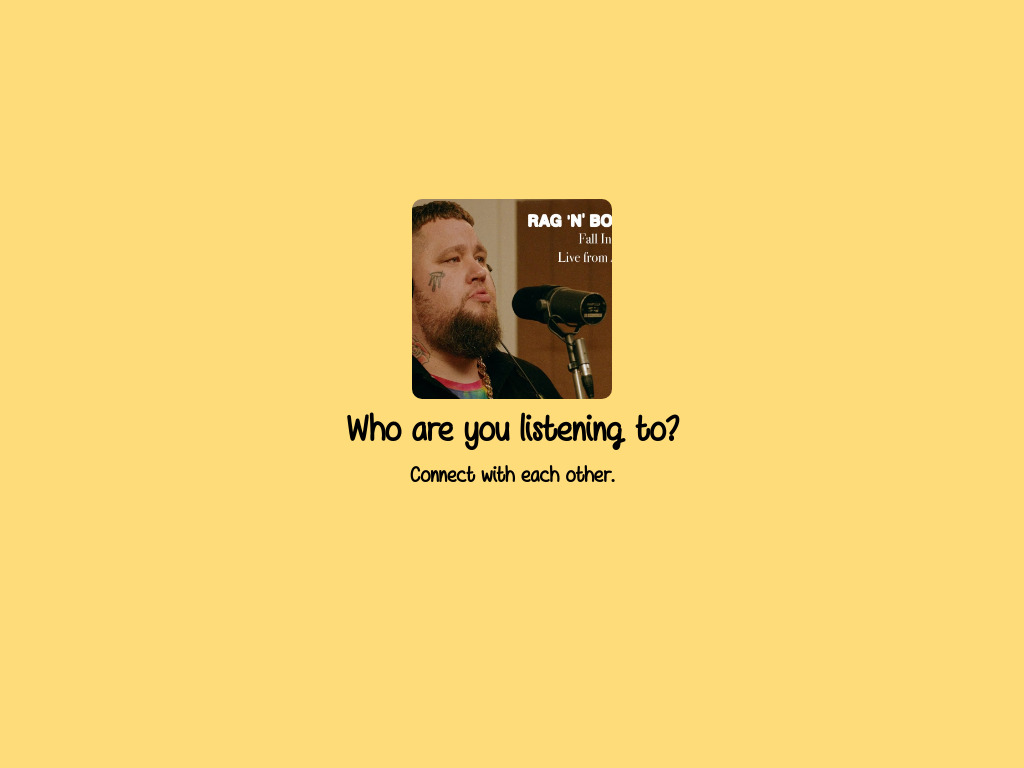 RAG 'N' BO
Fall In
Live from
Who are you listening to?
Connect with each other.